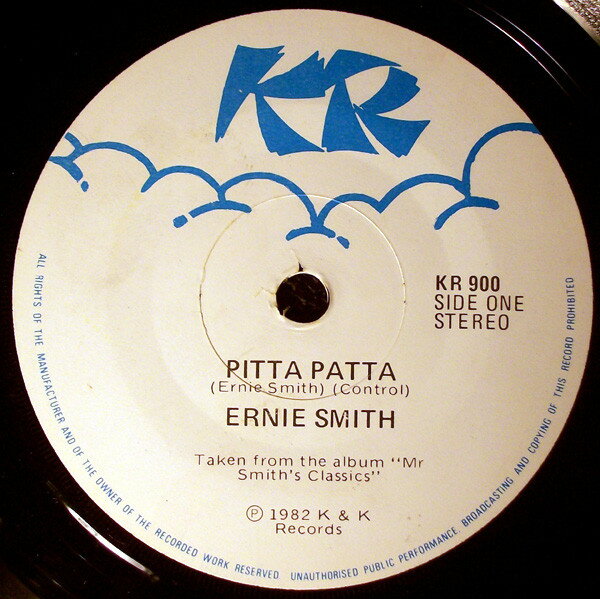 KR
KR 900
SIDE ONE
STEREO
PITTA PATTA
(Ernie Smith) (Control)
ERNIE SMITH
Taken from the album "Mr
Smith's Classics"
℗ 1982 K & K
Records
ALL RIGHTS OF THE MANUFACTURER AND OF THE OWNER OF THE RECORDED WORK RESERVED. UNAUTHORISED PUBLIC PERFORMANCE, BROADCASTING AND COPYING OF THIS RECORD PROHIBITED